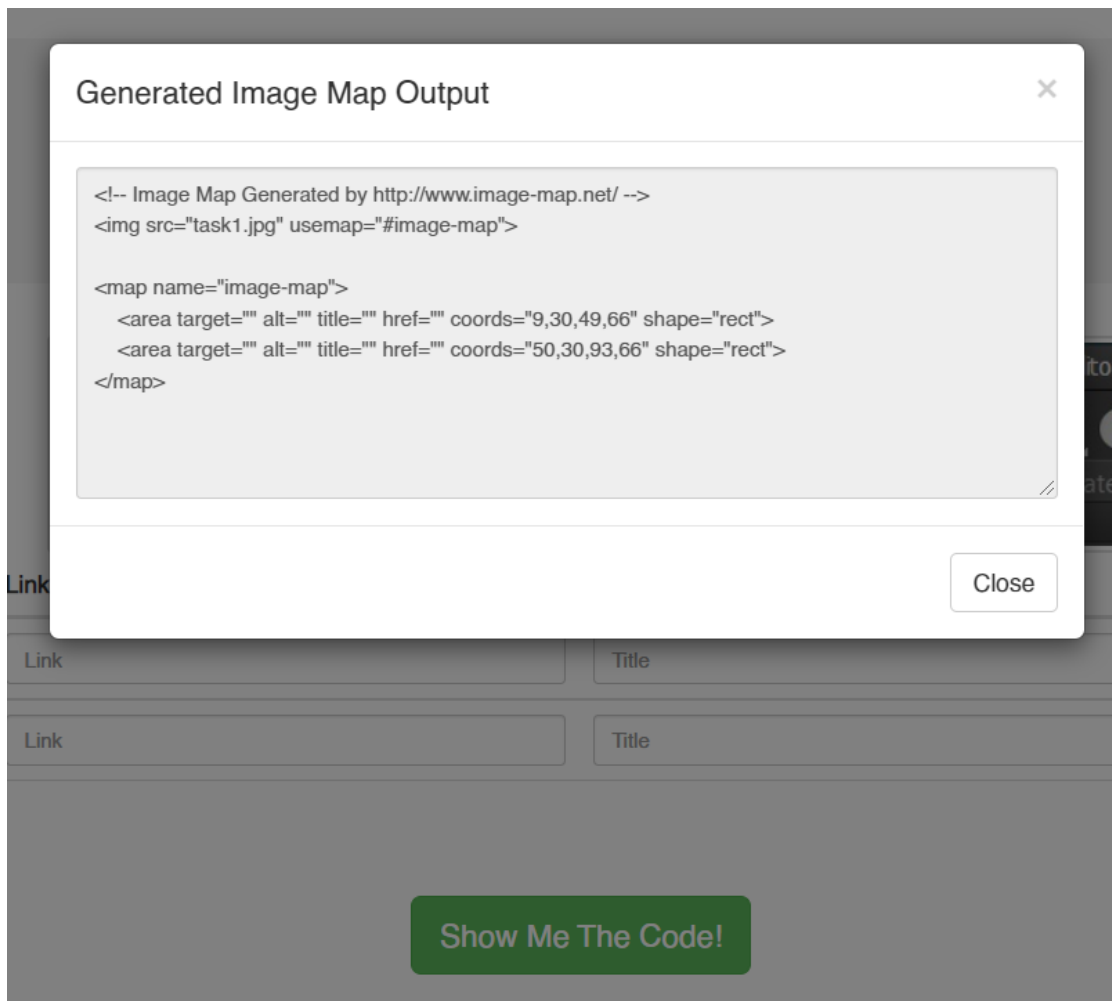 Generated Image Map Output
×
<!-- Image Map Generated by http://www.image-map.net/ -->
<img src="task1.jpg" usemap="#image-map">
<map name="image-map">
<area target="" alt="" title="" href="" coords="9,30,49,66" shape="rect">
<area target="" alt="" title="" href="" coords="50,30,93,66" shape="rect">
</map>
Close
Link
Link Title
Link Title
Show Me The Code!